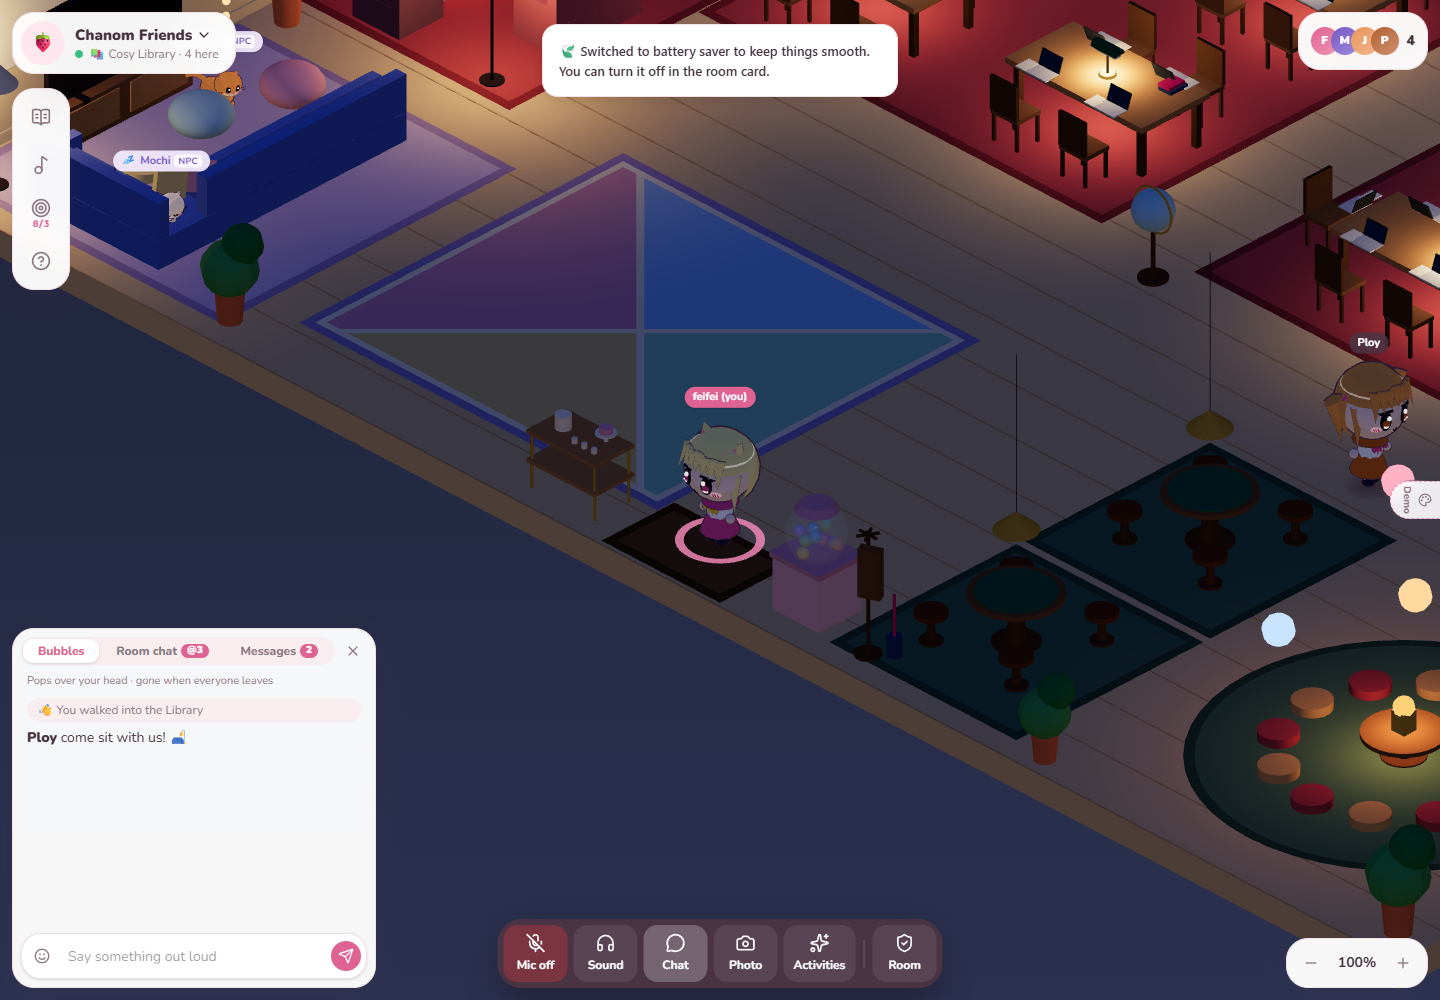 Chanom Friends
Cosy Library · 4 here
NPC
Switched to battery saver to keep things smooth.
You can turn it off in the room card.
F M J P 4
Mochi NPC
0/3
Ploy
feifei (you)
Demo
Bubbles Room chat @3 Messages 2
Pops over your head · gone when everyone leaves
You walked into the Library
Ploy come sit with us!
Say something out loud
Mic off Sound Chat Photo Activities Room
100%